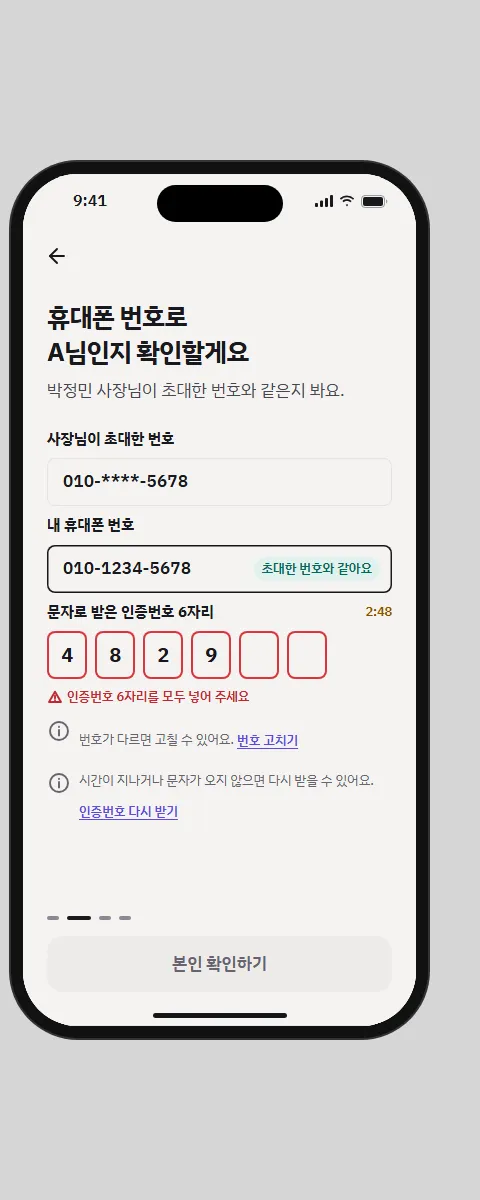 9:41
휴대폰 번호로
A님인지 확인할게요
박정민 사장님이 초대한 번호와 같은지 봐요.
사장님이 초대한 번호
010-****-5678
내 휴대폰 번호
010-1234-5678 초대한 번호와 같아요
문자로 받은 인증번호 6자리 2:48
4 8 2 9
인증번호 6자리를 모두 넣어 주세요
번호가 다르면 고칠 수 있어요. 번호 고치기
시간이 지나거나 문자가 오지 않으면 다시 받을 수 있어요.
인증번호 다시 받기
본인 확인하기